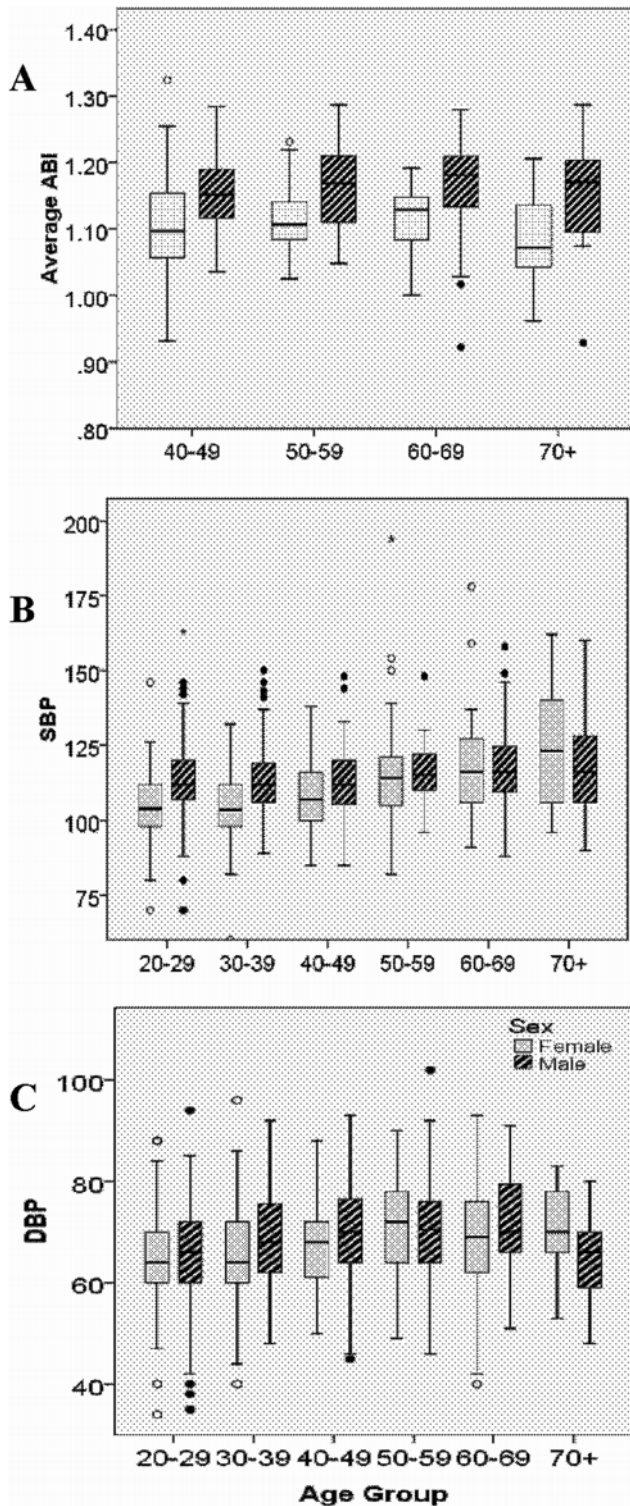 A
Average ABI
1.40
1.30
1.20
1.10
1.00
.90
.80
40-49 50-59 60-69 70+
B
SBP
200
175
150
125
100
75
20-29 30-39 40-49 50-59 60-69 70+
C
Sex
Female
Male
DBP
100
80
60
40
20-29 30-39 40-49 50-59 60-69 70+
Age Group